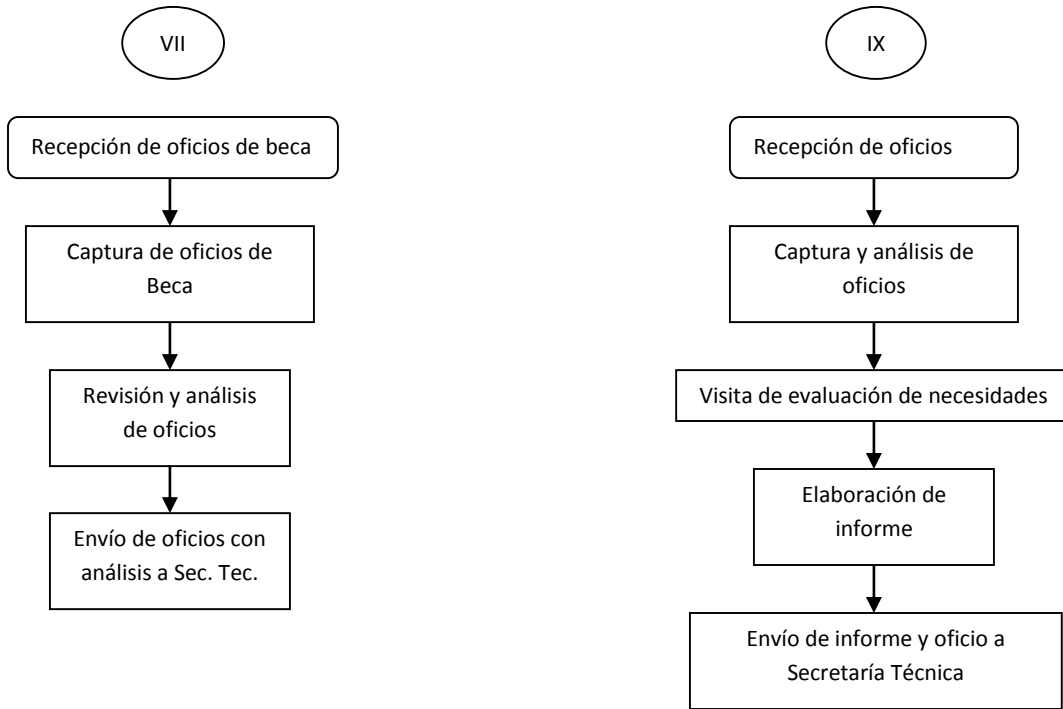 VII
Recepción de oficios de beca
Captura de oficios de
Beca
Revisión y análisis
de oficios
Envío de oficios con
análisis a Sec. Tec.
IX
Recepción de oficios
Captura y análisis de
oficios
Visita de evaluación de necesidades
Elaboración de
informe
Envío de informe y oficio a
Secretaría Técnica